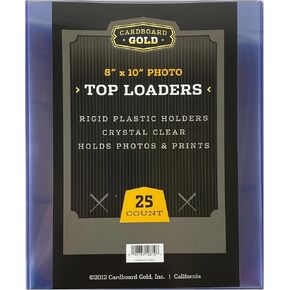 CARDBOARD
GOLD
8" x 10" PHOTO
TOP LOADERS
RIGID PLASTIC HOLDERS
CRYSTAL CLEAR
HOLDS PHOTOS & PRINTS
25
COUNT
©2012 Cardboard Gold, Inc. | California